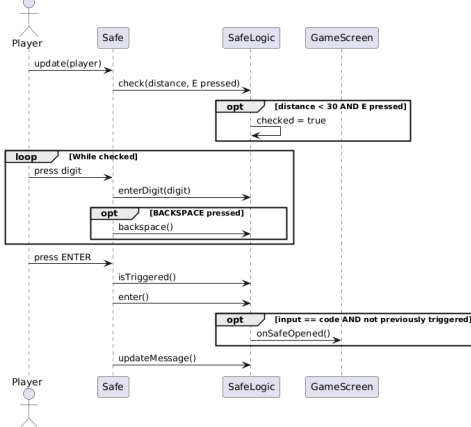 Player
Safe
SafeLogic
GameScreen
update(player)
check(distance, E pressed)
opt [distance < 30 AND E pressed]
checked = true
loop [While checked]
press digit
enterDigit(digit)
opt [BACKSPACE pressed]
backspace()
press ENTER
isTriggered()
enter()
opt [input == code AND not previously triggered]
onSafeOpened()
updateMessage()
Player
Safe
SafeLogic
GameScreen